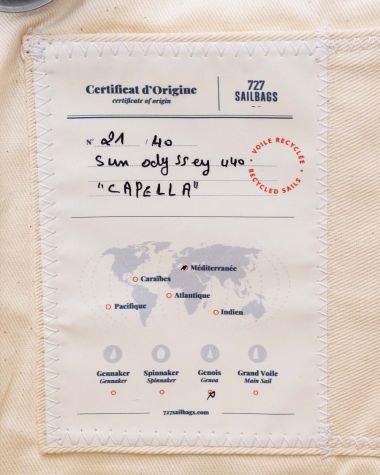 Certificat d'Origine
certificate of origin
727
SAILBAGS
N° 21 / 40
Sun odyssey 440
"CAPELLA"
VOILE RECYCLÉE
RECYCLED SAILS
Méditerranée
Caraïbes
Atlantique
Pacifique
Indien
Gennaker Spinnaker Genois Grand Voile
Gennaker Spinnaker Genoa Main Sail
727sailbags.com